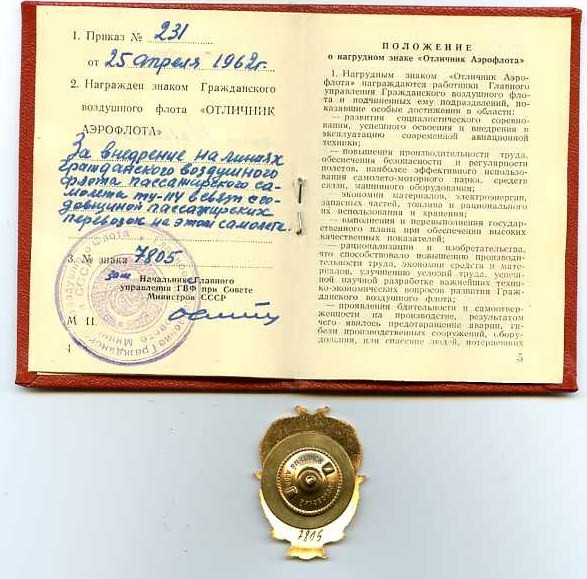 1. Приказ № 231
от 25 апреля 1962г.
2. Награжден знаком Гражданского
воздушного флота «ОТЛИЧНИК
АЭРОФЛОТА»
За внедрение на линиях
гражданского воздушного
флота пассажирского са-
молета ту-114 в связи с го-
довщиной пассажирских
перевозок на этом самолете.
3. № знака 7805
зам Начальник Главного
управления ГВФ при Совете
Министров СССР
М П.
4
ПОЛОЖЕНИЕ
о нагрудном знаке «Отличник Аэрофлота»
1. Нагрудным знаком «Отличник Аэро-
флота» награждаются работники Главного
управления Гражданского воздушного фло-
та и подчиненных ему подразделений, по-
казавшие особые достижения в области:
— развития социалистического соревно-
вания, успешного освоения и внедрения в
эксплуатацию современной авиационной
техники;
— повышения производительности труда,
обеспечения безопасности и регулярности
полетов, наиболее эффективного использо-
вания самолето-моторного парка, средств
связи, машинного оборудования;
— экономии материалов, электроэнергии,
запасных частей, топлива и рационального
их использования и хранения;
— выполнения и перевыполнения государ-
ственного плана при обеспечении высоких
качественных показателей;
— рационализации и изобретательства,
что способствовало повышению производи-
тельности труда, экономии средств и мате-
риалов, улучшению условий труда, успеш-
ной научной разработке важнейших техни-
ко-экономических вопросов развития Граж-
данского воздушного флота;
— проявления бдительности и самоотвер-
женности на производстве, результатом
чего явилось предотвращение аварии, ги-
бели производственных сооружений, обору-
дования, или спасение людей, потерпевших
5
7805